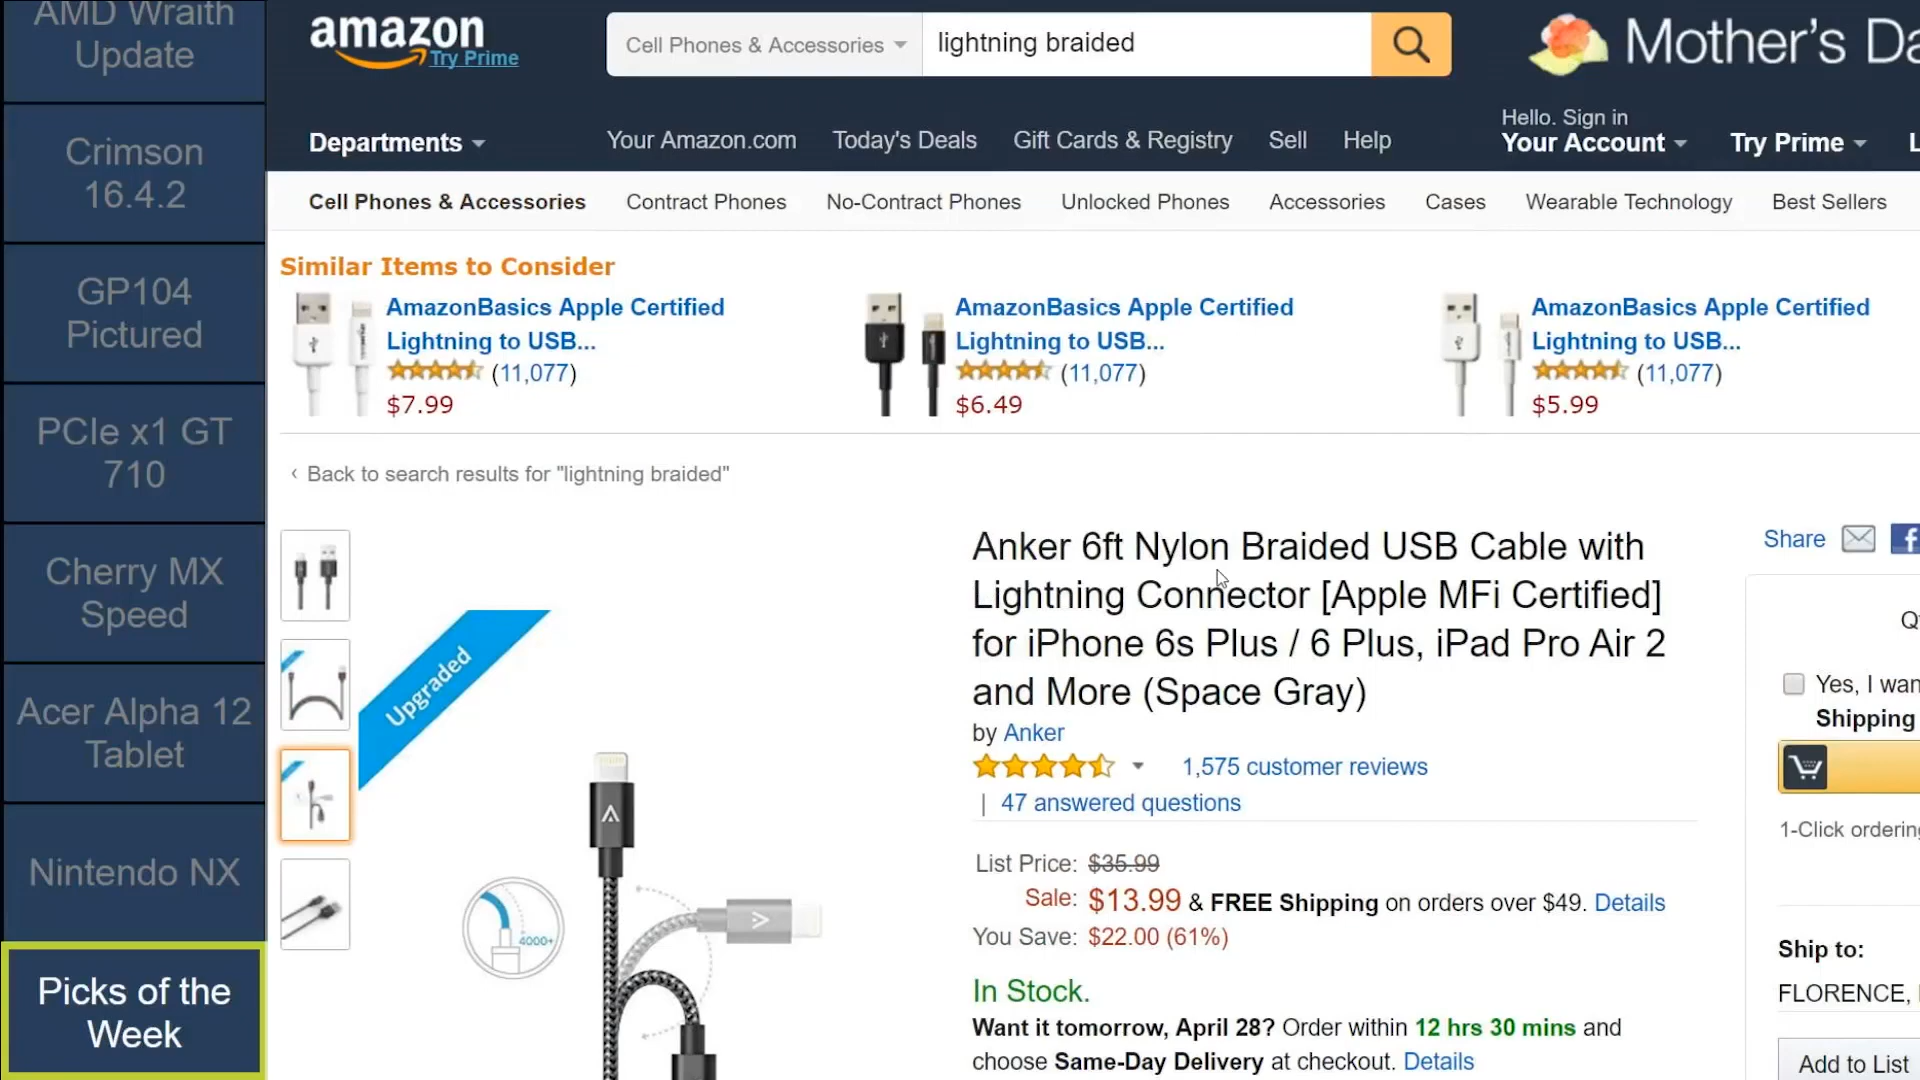 AMD Wraith
Update
Crimson
16.4.2
GP104
Pictured
PCIe x1 GT
710
Cherry MX
Speed
Acer Alpha 12
Tablet
Nintendo NX
Picks of the
Week
amazon
Try Prime
Cell Phones & Accessories
lightning braided
Mother's Da
Departments
Your Amazon.com
Today's Deals
Gift Cards & Registry
Sell
Help
Hello. Sign in
Your Account
Try Prime
L
Cell Phones & Accessories
Contract Phones
No-Contract Phones
Unlocked Phones
Accessories
Cases
Wearable Technology
Best Sellers
Similar Items to Consider
AmazonBasics Apple Certified
Lightning to USB...
(11,077)
$7.99
AmazonBasics Apple Certified
Lightning to USB...
(11,077)
$6.49
AmazonBasics Apple Certified
Lightning to USB...
(11,077)
$5.99
‹ Back to search results for "lightning braided"
Upgraded
4000+
Anker 6ft Nylon Braided USB Cable with
Lightning Connector [Apple MFi Certified]
for iPhone 6s Plus / 6 Plus, iPad Pro Air 2
and More (Space Gray)
by Anker
1,575 customer reviews
| 47 answered questions
List Price: $35.99
Sale: $13.99 & FREE Shipping on orders over $49. Details
You Save: $22.00 (61%)
In Stock.
Want it tomorrow, April 28? Order within 12 hrs 30 mins and
choose Same-Day Delivery at checkout. Details
Share
f
Yes, I wan
Shipping
1-Click ordering
Ship to:
FLORENCE,
Add to List